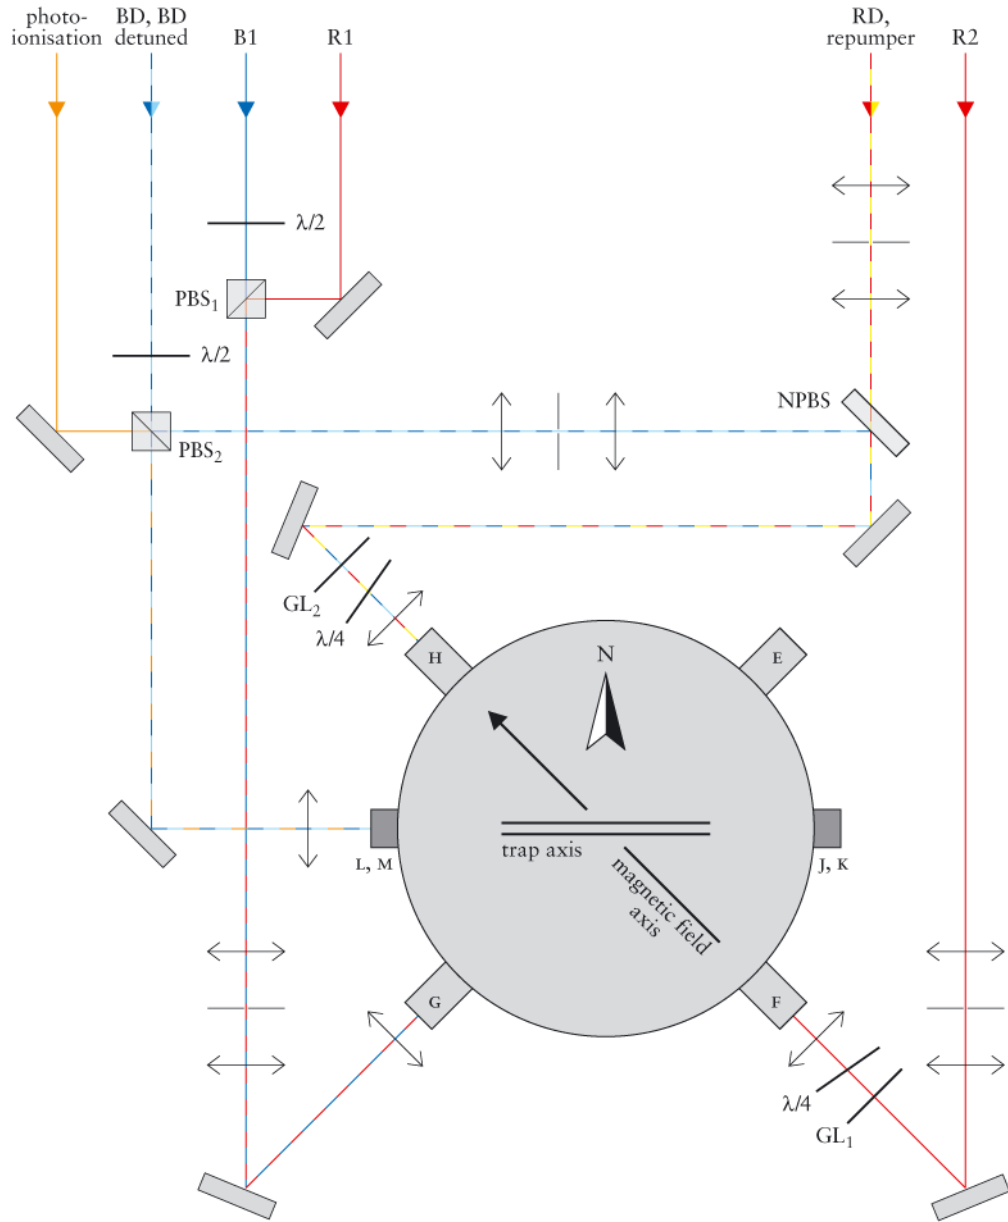 photo-
ionisation
BD, BD
detuned
B1
R1
RD,
repumper
R2
λ/2
PBS₁
λ/2
NPBS
PBS₂
GL₂
λ/4
H
E
N
trap axis
L, M
J, K
magnetic field
axis
G
F
λ/4
GL₁